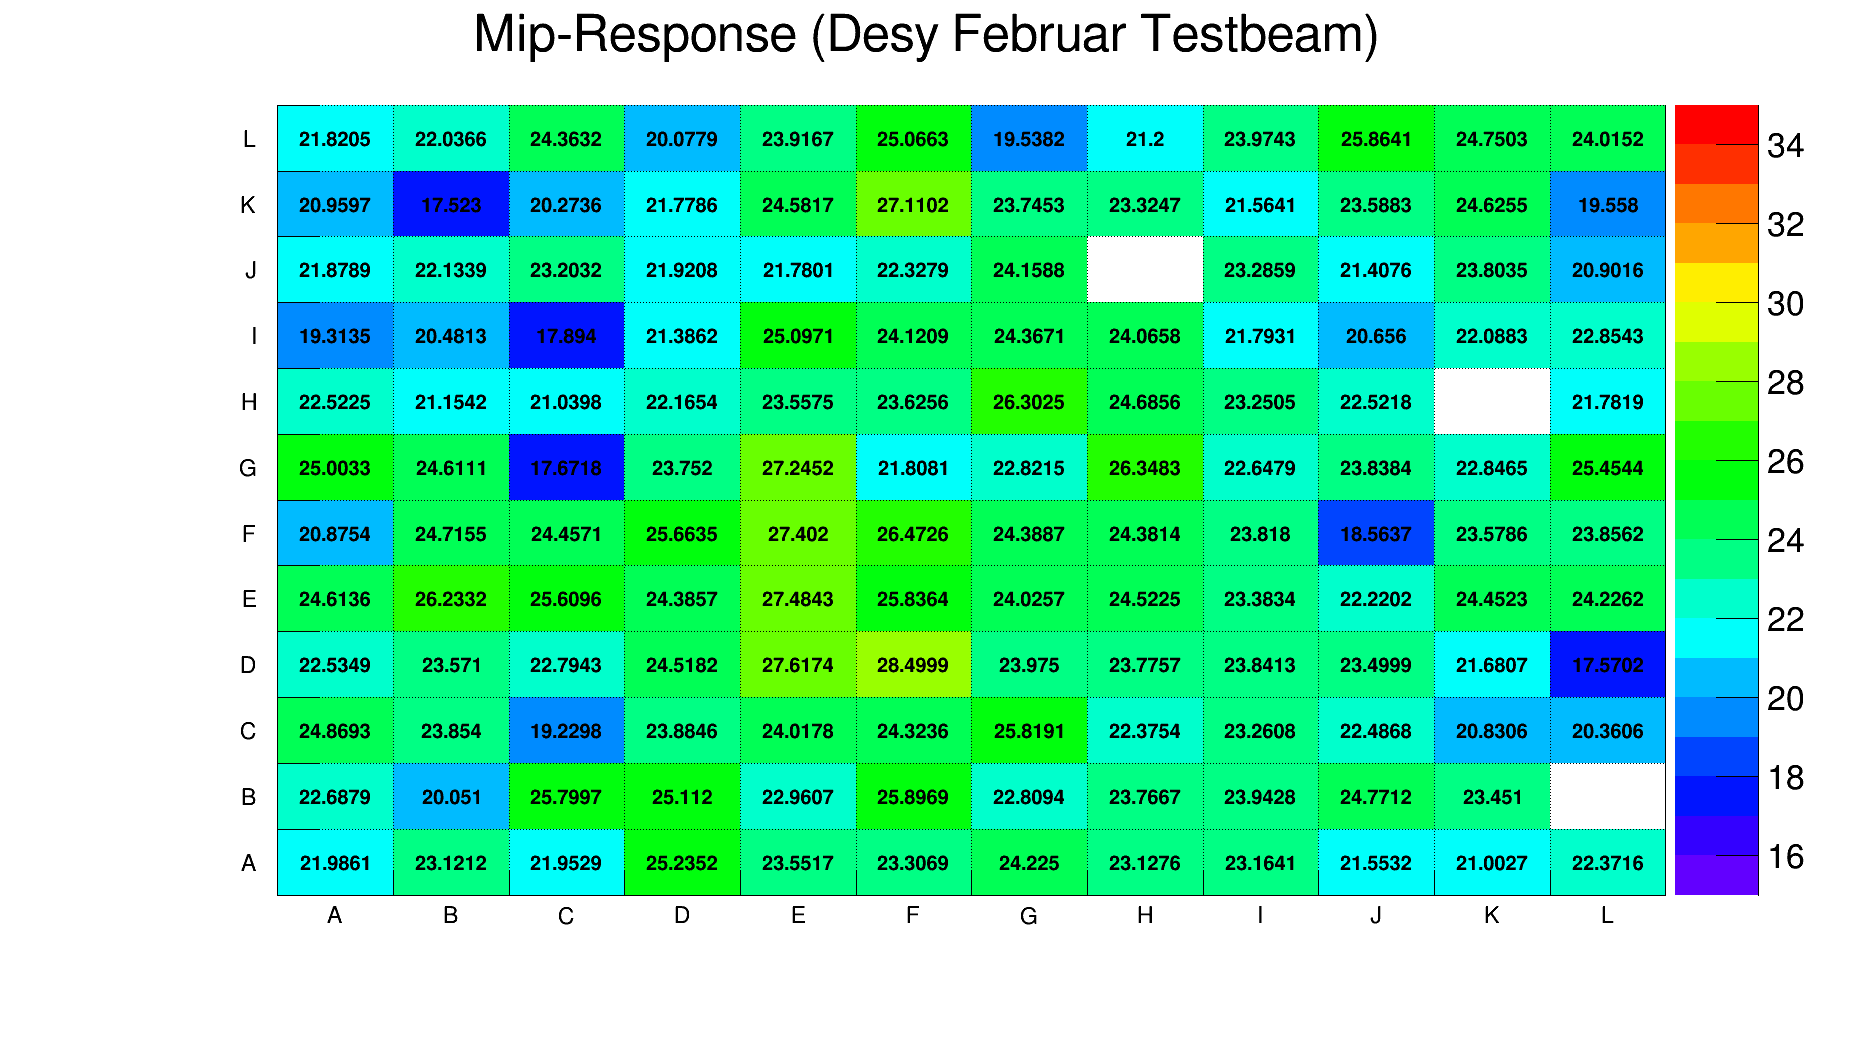 Mip-Response (Desy Februar Testbeam)
L 21.8205 22.0366 24.3632 20.0779 23.9167 25.0663 19.5382 21.2 23.9743 25.8641 24.7503 24.0152
34
K 20.9597 17.523 20.2736 21.7786 24.5817 27.1102 23.7453 23.3247 21.5641 23.5883 24.6255 19.558
32
J 21.8789 22.1339 23.2032 21.9208 21.7801 22.3279 24.1588 23.2859 21.4076 23.8035 20.9016
30
I 19.3135 20.4813 17.894 21.3862 25.0971 24.1209 24.3671 24.0658 21.7931 20.656 22.0883 22.8543
28
H 22.5225 21.1542 21.0398 22.1654 23.5575 23.6256 26.3025 24.6856 23.2505 22.5218 21.7819
26
G 25.0033 24.6111 17.6718 23.752 27.2452 21.8081 22.8215 26.3483 22.6479 23.8384 22.8465 25.4544
F 20.8754 24.7155 24.4571 25.6635 27.402 26.4726 24.3887 24.3814 23.818 18.5637 23.5786 23.8562
24
E 24.6136 26.2332 25.6096 24.3857 27.4843 25.8364 24.0257 24.5225 23.3834 22.2202 24.4523 24.2262
22
D 22.5349 23.571 22.7943 24.5182 27.6174 28.4999 23.975 23.7757 23.8413 23.4999 21.6807 17.5702
20
C 24.8693 23.854 19.2298 23.8846 24.0178 24.3236 25.8191 22.3754 23.2608 22.4868 20.8306 20.3606
18
B 22.6879 20.051 25.7997 25.112 22.9607 25.8969 22.8094 23.7667 23.9428 24.7712 23.451
16
A 21.9861 23.1212 21.9529 25.2352 23.5517 23.3069 24.225 23.1276 23.1641 21.5532 21.0027 22.3716
A B C D E F G H I J K L